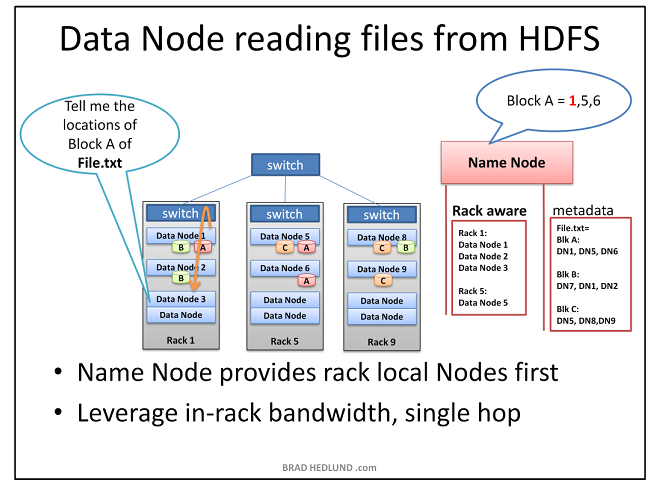 Data Node reading files from HDFS
Tell me the
locations of
Block A of
File.txt
Block A = 1,5,6
Name Node
switch
switch
Data Node 1
B A
Data Node 2
B
Data Node 3
Data Node
Rack 1
switch
Data Node 5
C A
Data Node 6
A
Data Node
Data Node
Rack 5
switch
Data Node 8
C B
Data Node 9
C
Data Node
Data Node
Rack 9
Rack aware
Rack 1:
Data Node 1
Data Node 2
Data Node 3
Rack 5:
Data Node 5
metadata
File.txt=
Blk A:
DN1, DN5, DN6
Blk B:
DN7, DN1, DN2
Blk C:
DN5, DN8,DN9
• Name Node provides rack local Nodes first
• Leverage in-rack bandwidth, single hop
BRAD HEDLUND .com